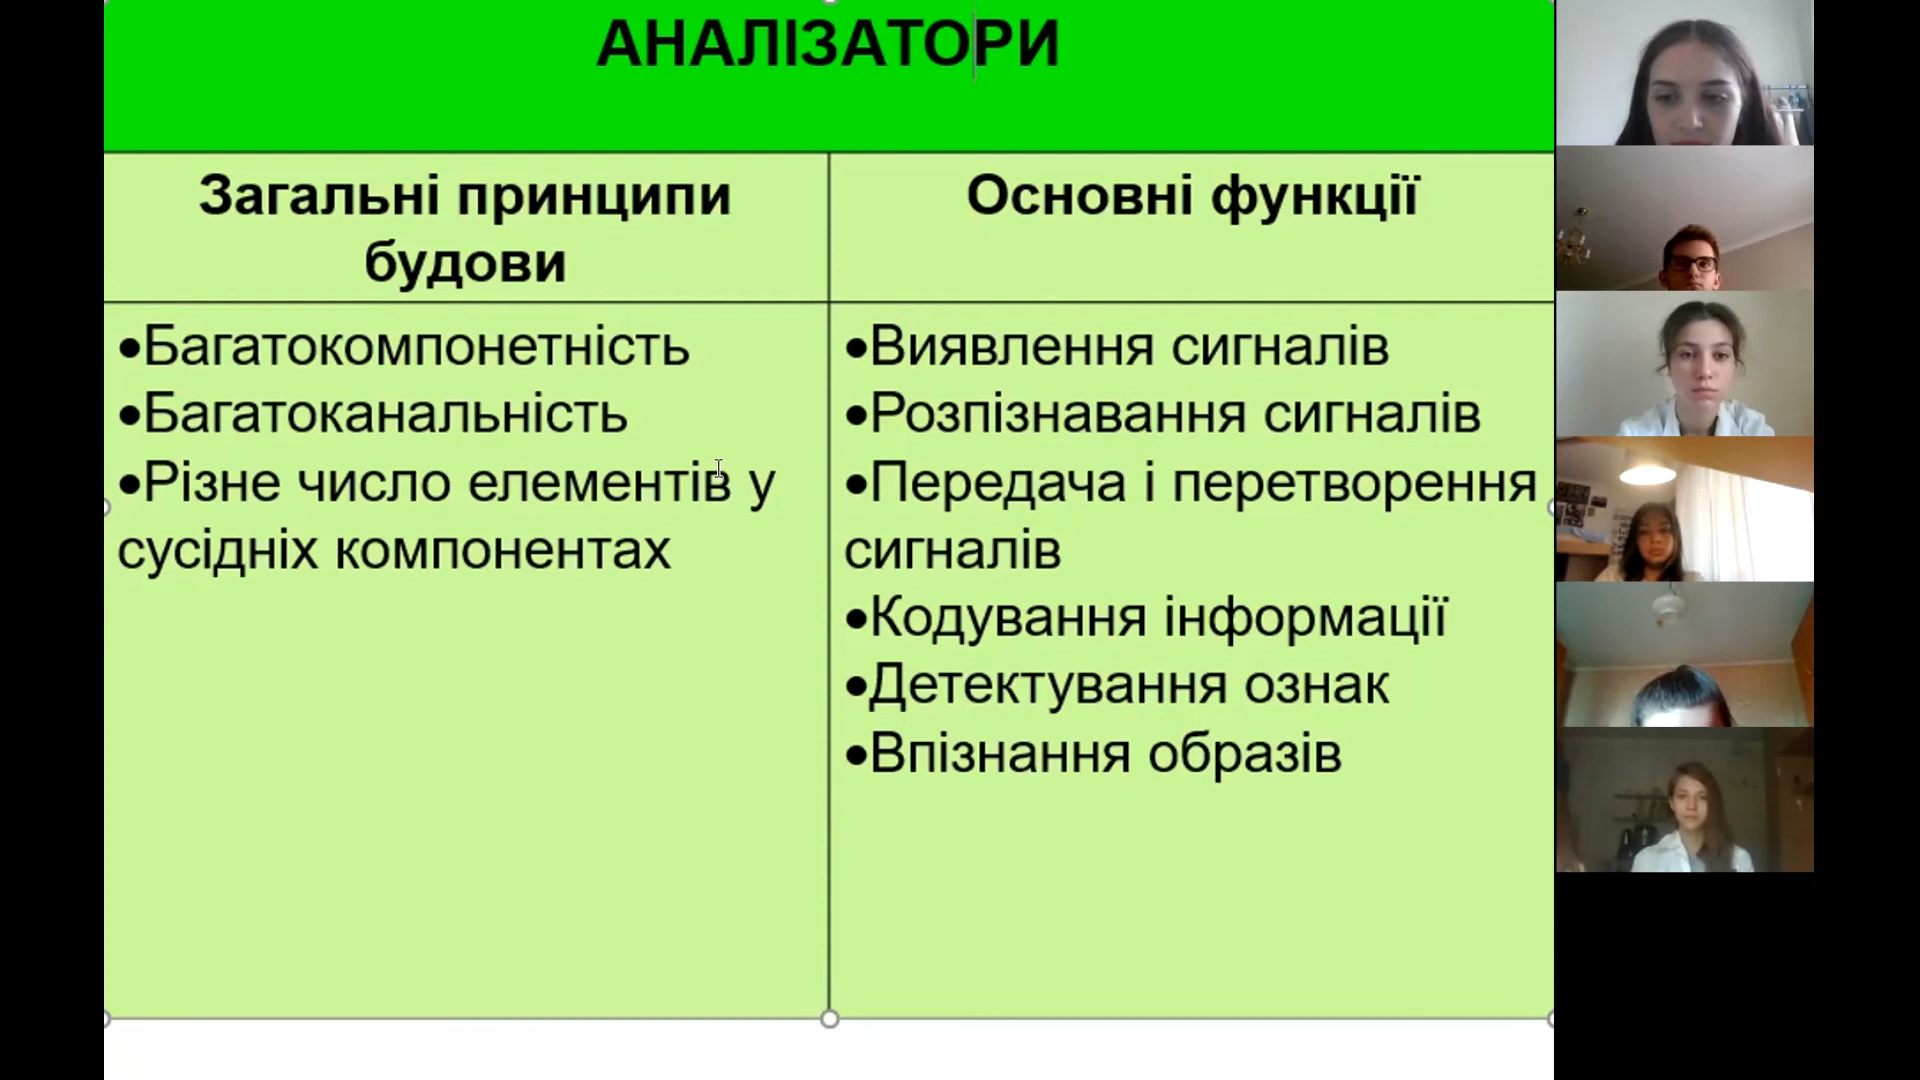 АНАЛІЗАТОРИ
Загальні принципи
будови
Основні функції
•Багатокомпонетність
•Багатоканальність
•Різне число елементів у
сусідніх компонентах
•Виявлення сигналів
•Розпізнавання сигналів
•Передача і перетворення
сигналів
•Кодування інформації
•Детектування ознак
•Впізнання образів